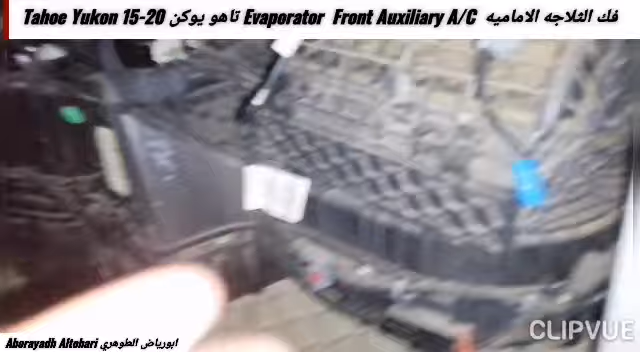 Tahoe Yukon 15-20 تاهو يوكن Evaporator Front Auxiliary A/C فك الثلاجه الاماميه
Aborayadh Altohari ابورياض الطوهري
CLIPVUE